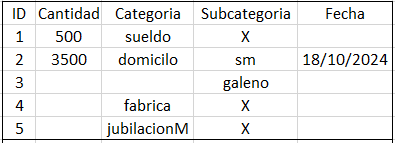 ID Cantidad Categoria Subcategoria Fecha
1 500 sueldo X
2 3500 domicilo sm 18/10/2024
3 galeno
4 fabrica X
5 jubilacionM X